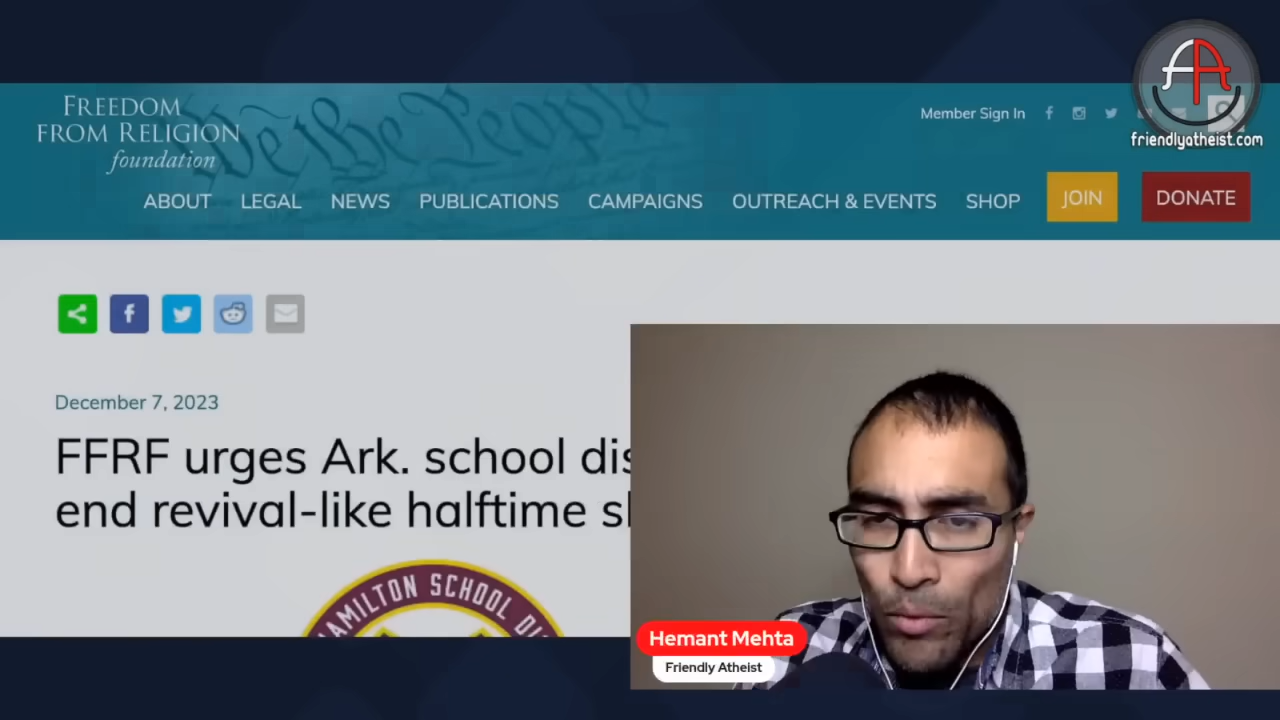 FREEDOM
FROM RELIGION
foundation
We the People
Member Sign In
friendlyatheist.com
ABOUT LEGAL NEWS PUBLICATIONS CAMPAIGNS OUTREACH & EVENTS SHOP JOIN DONATE
December 7, 2023
FFRF urges Ark. school dis
end revival-like halftime s
HAMILTON SCHOOL DI
Hemant Mehta
Friendly Atheist